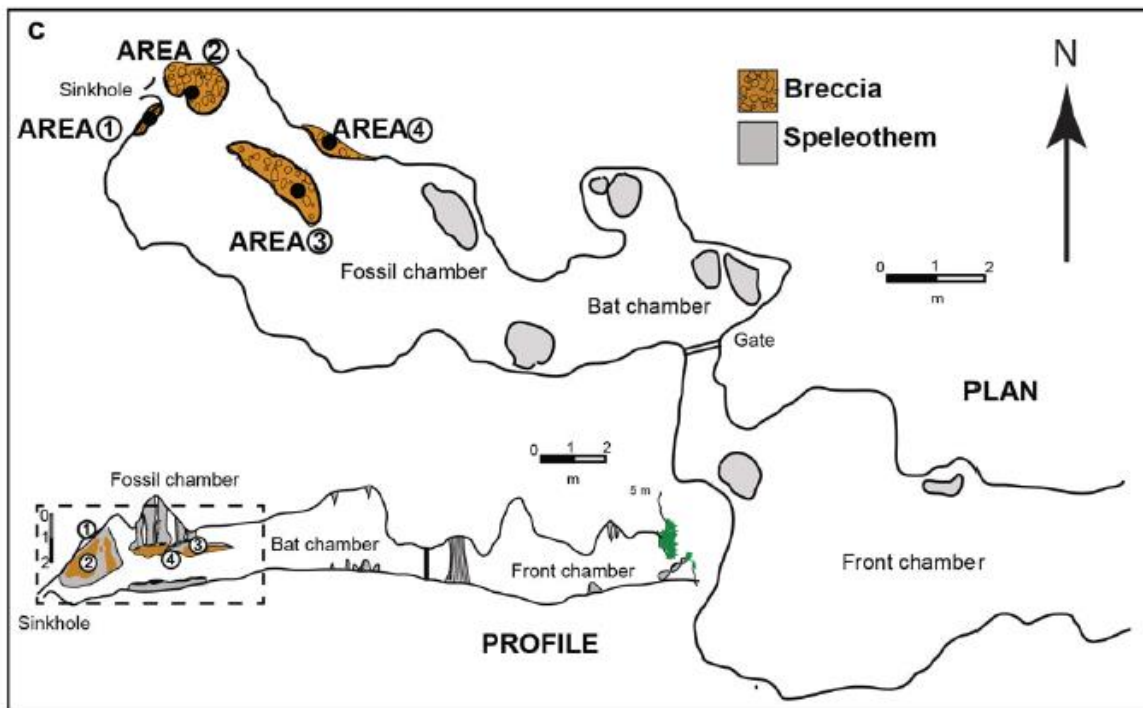 c
AREA ②
Sinkhole
AREA ①
AREA ④
AREA ③
Fossil chamber
Bat chamber
Gate
Breccia
Speleothem
N
0 1 2
m
PLAN
Front chamber
0 1 2
m
Fossil chamber
0
1
2
①
②
③
④
Bat chamber
Front chamber
5 m
Sinkhole
PROFILE